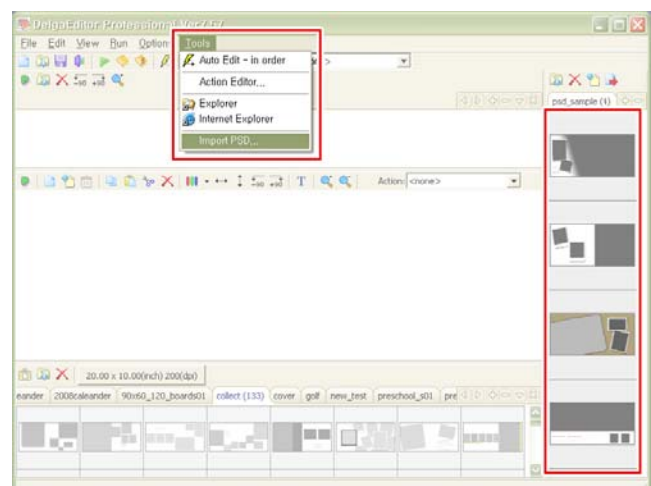 DeigaEditor Professional Ver7.57
File Edit View Run Option Tools
Auto Edit - in order
Action Editor...
Explorer
Internet Explorer
Import PSD...
psd_sample (1)
T Action: <none>
20.00 x 10.00(inch) 200(dpi)
eander 2008caleander 90x60_120_boards01 collect (133) cover golf new_test preschool_s01 pre